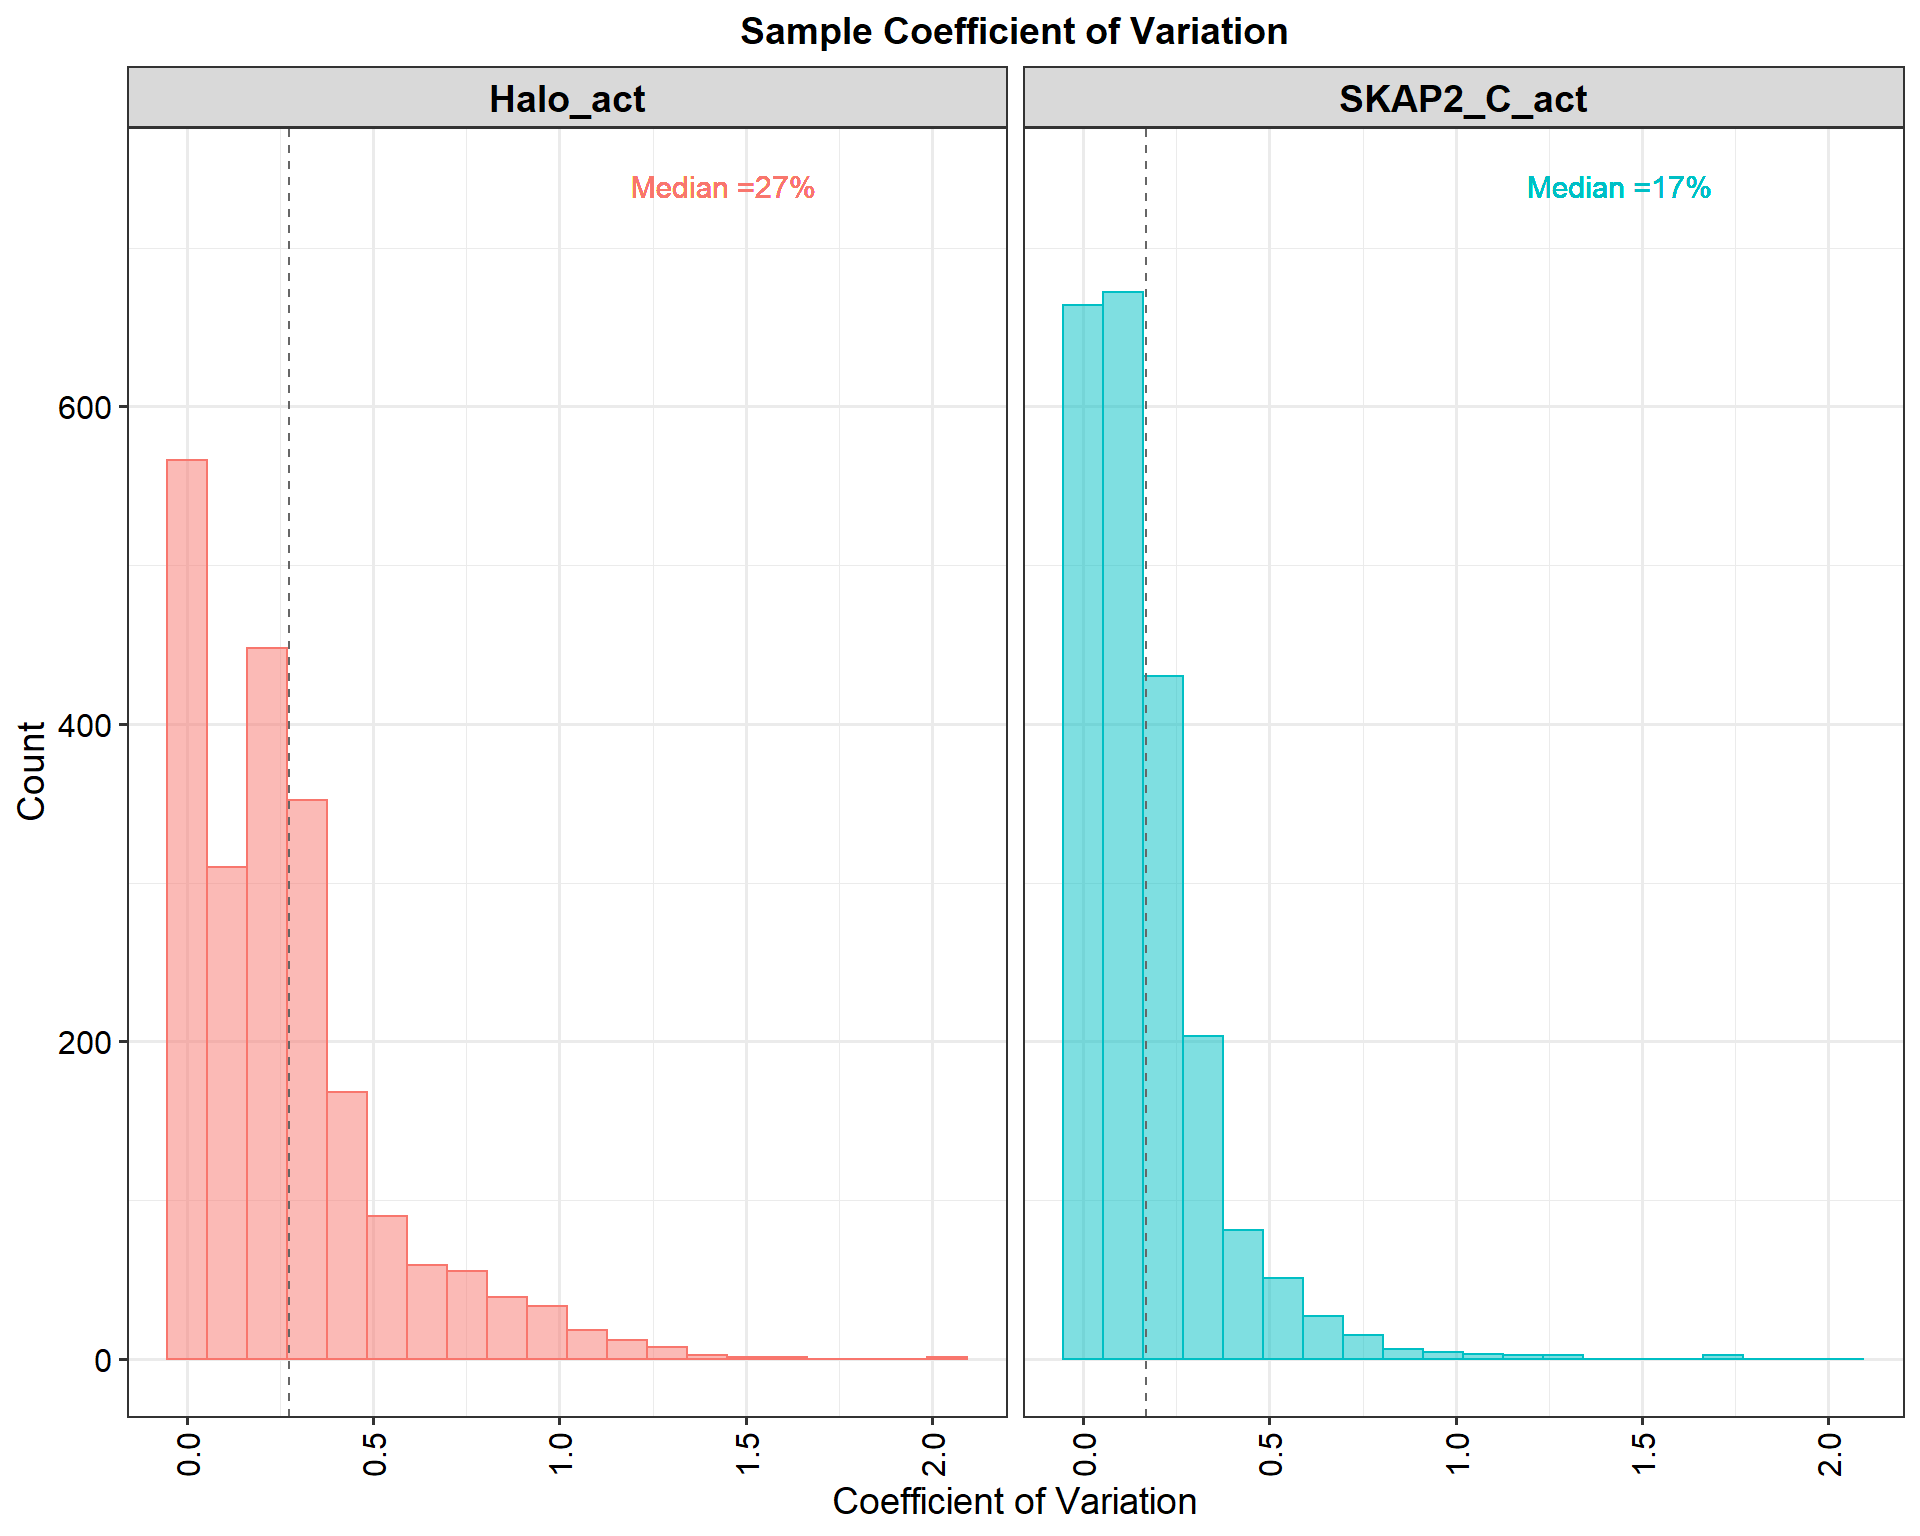 Sample Coefficient of Variation
Halo_act
SKAP2_C_act
Median =27%
Median =17%
Count
600
400
200
0
0.0
0.5
1.0
1.5
2.0
0.0
0.5
1.0
1.5
2.0
Coefficient of Variation